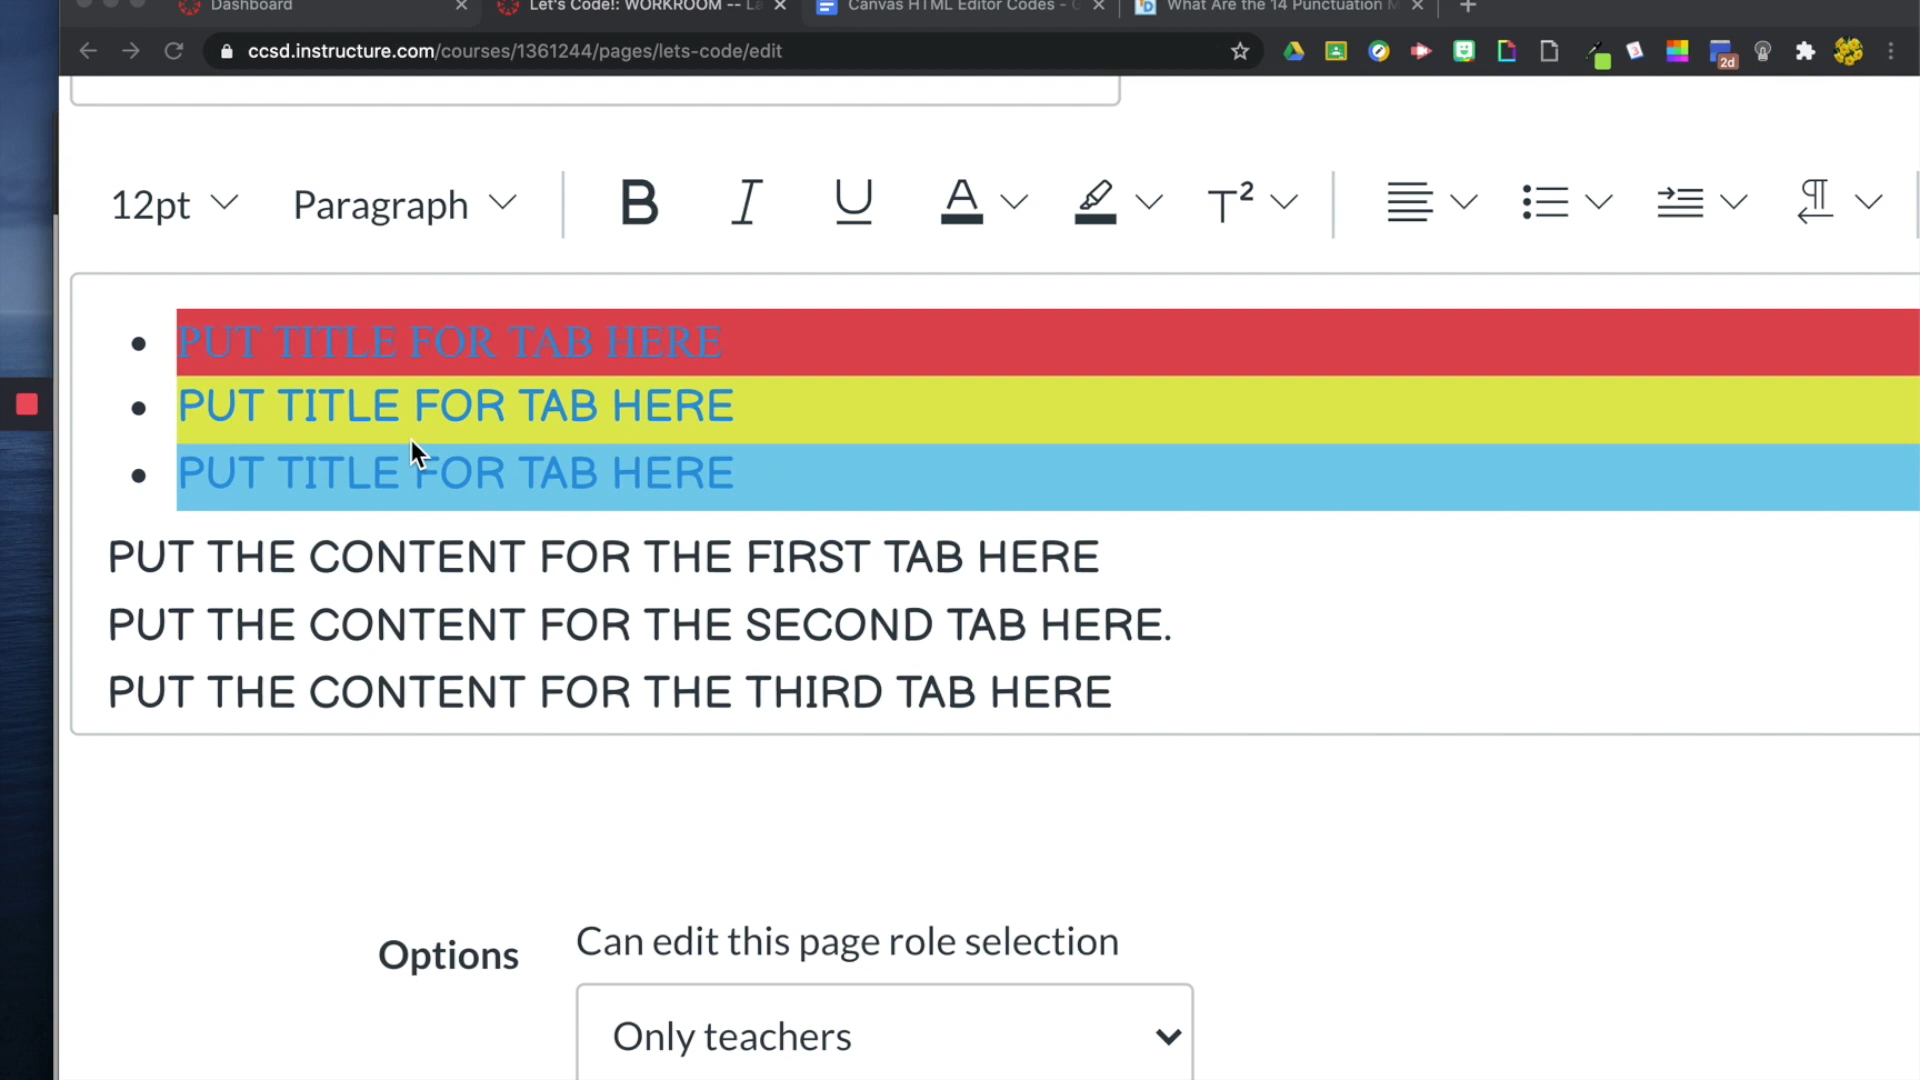 Dashboard
Let's Code!: WORKROOM -- La
Canvas HTML Editor Codes - G
What Are the 14 Punctuation M
ccsd.instructure.com/courses/1361244/pages/lets-code/edit
2d
12pt
Paragraph
B I U A T²
PUT TITLE FOR TAB HERE
PUT TITLE FOR TAB HERE
PUT TITLE FOR TAB HERE
PUT THE CONTENT FOR THE FIRST TAB HERE
PUT THE CONTENT FOR THE SECOND TAB HERE.
PUT THE CONTENT FOR THE THIRD TAB HERE
Can edit this page role selection
Options
Only teachers